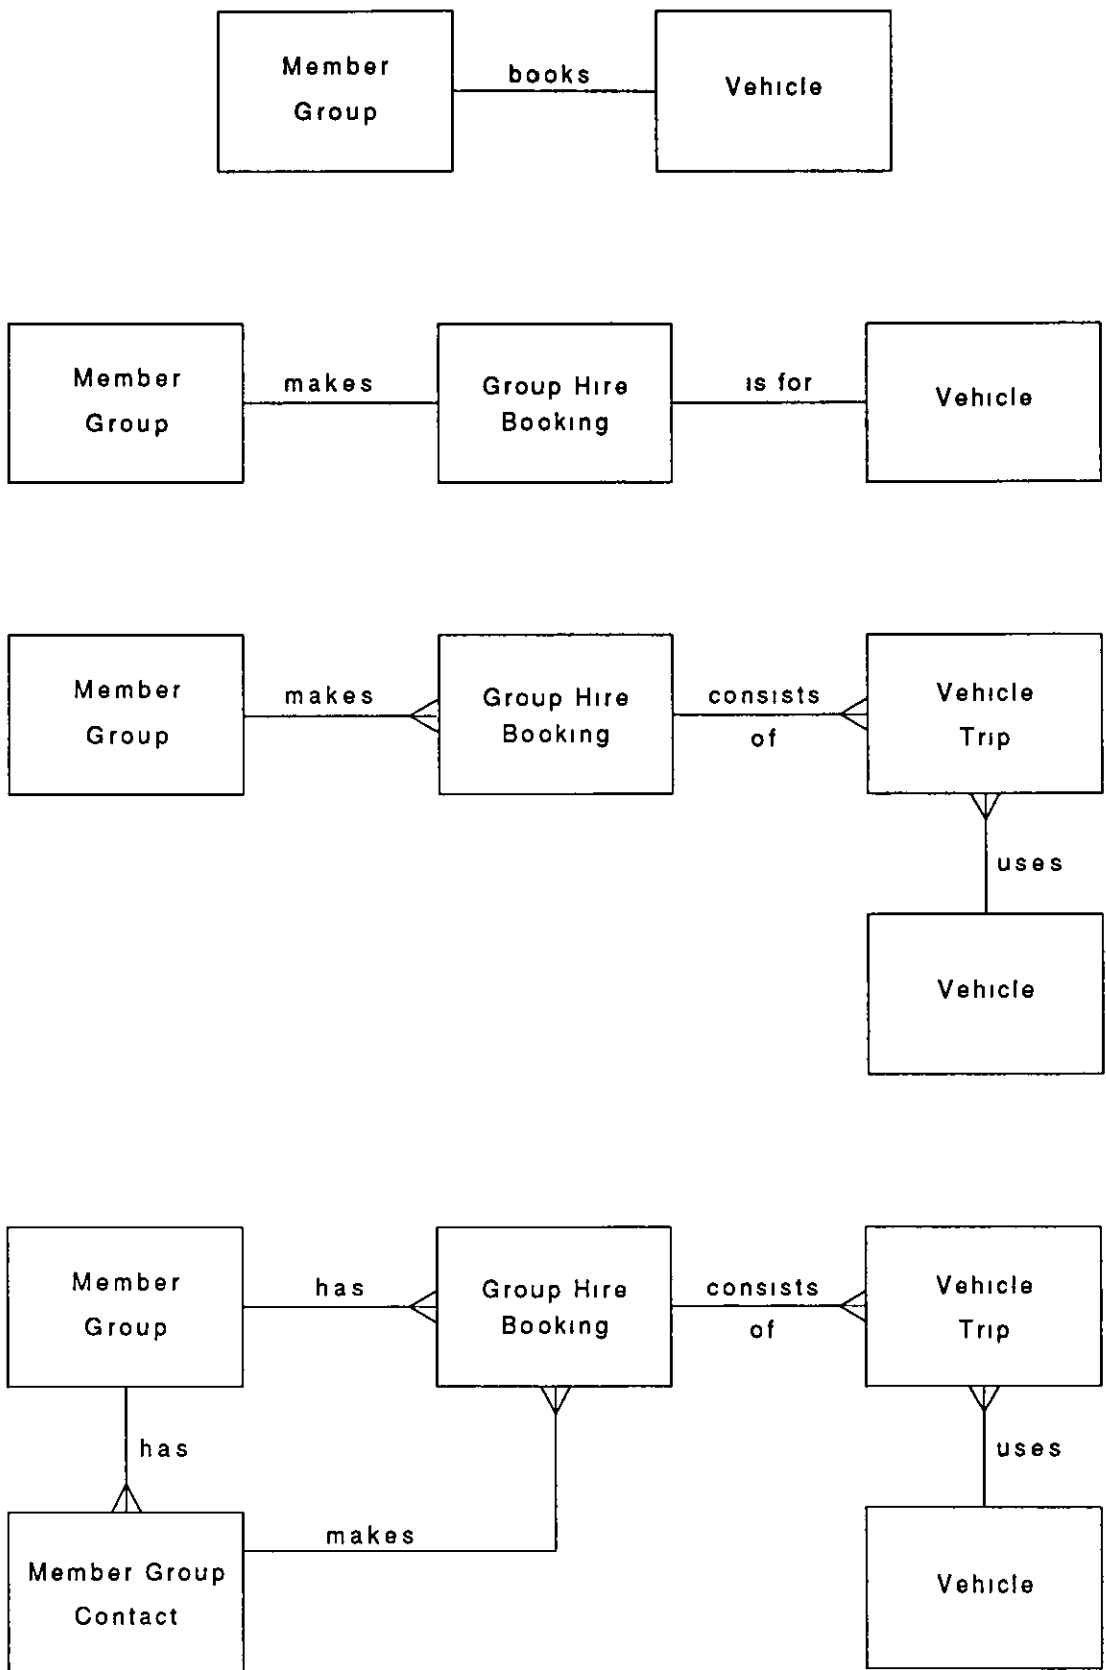 Member
Group
books
Vehicle
Member
Group
makes
Group Hire
Booking
is for
Vehicle
Member
Group
makes
Group Hire
Booking
consists
of
Vehicle
Trip
uses
Vehicle
Member
Group
has
Group Hire
Booking
consists
of
Vehicle
Trip
has
uses
makes
Member Group
Contact
Vehicle